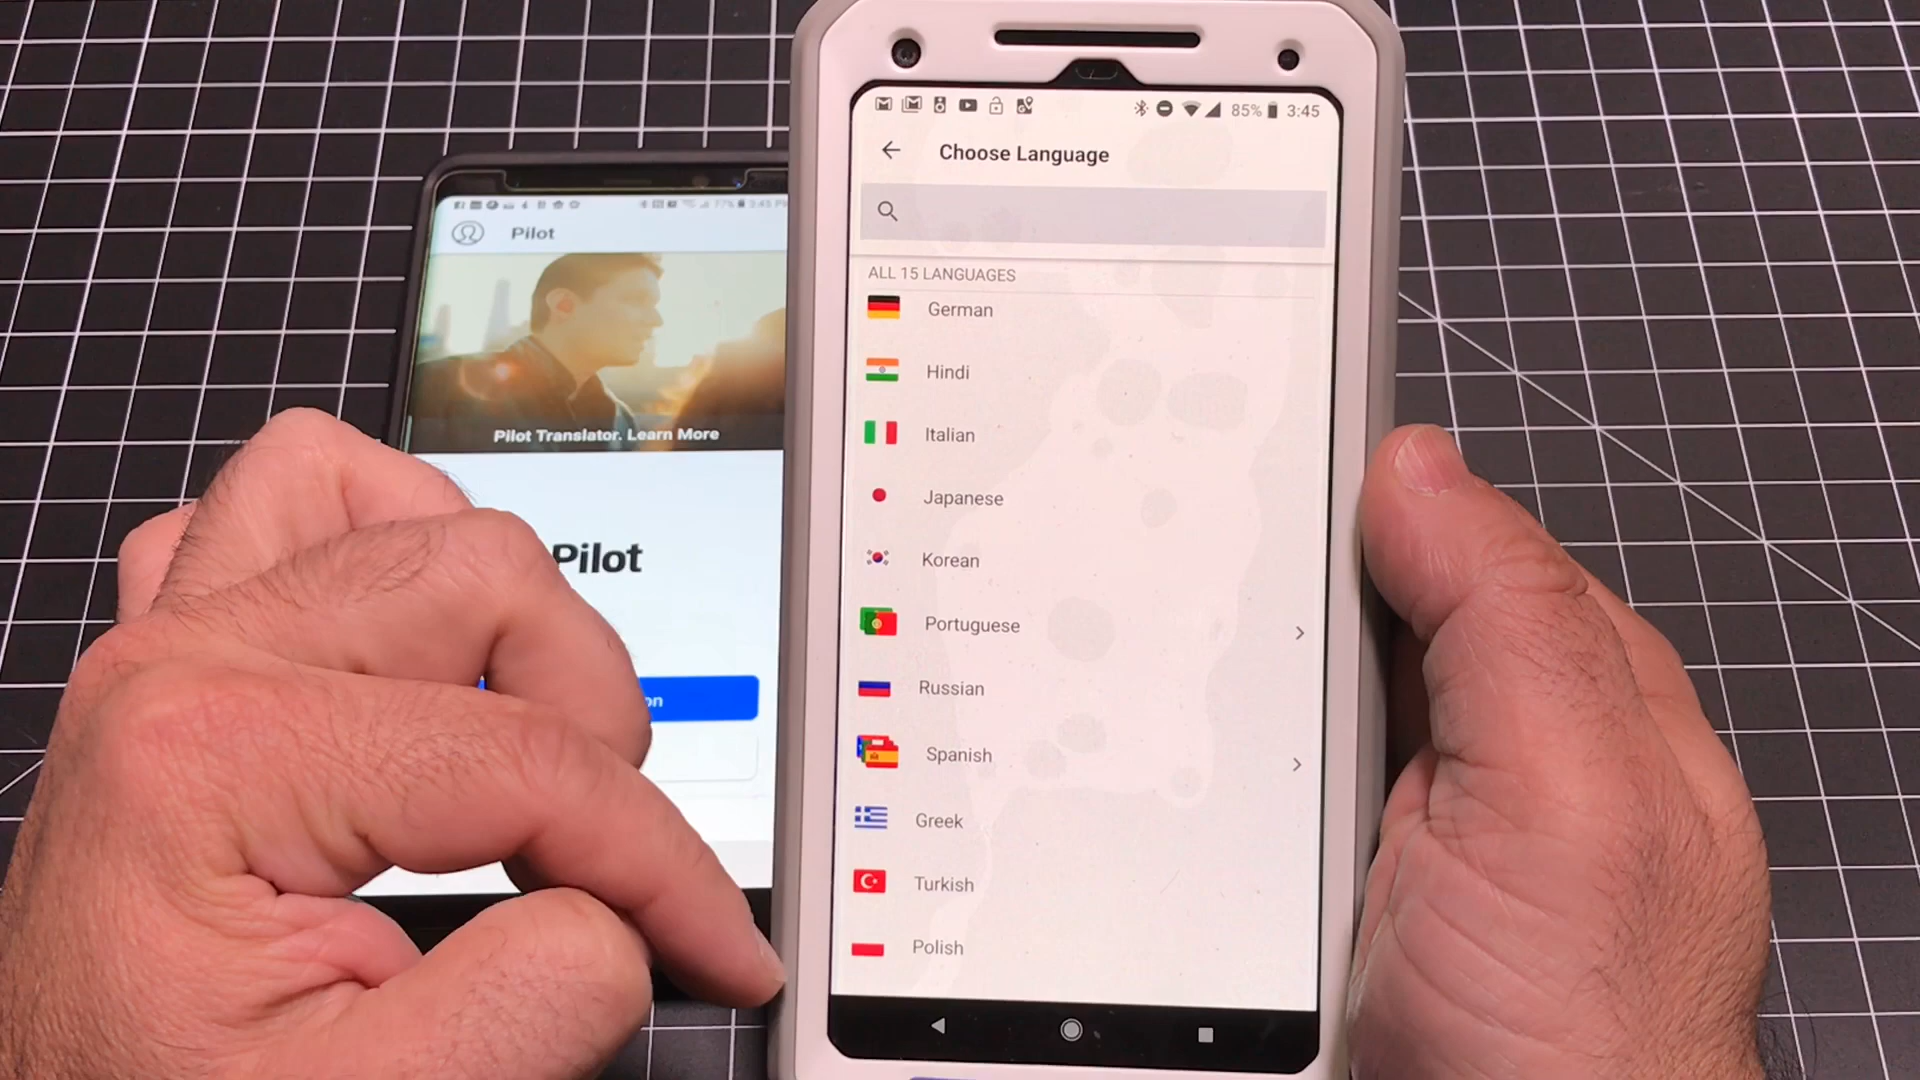 85% 3:45
Choose Language
ALL 15 LANGUAGES
German
Hindi
Italian
Japanese
Korean
Portuguese
Russian
Spanish
Greek
Turkish
Polish
Pilot
Pilot Translator. Learn More
Pilot
on